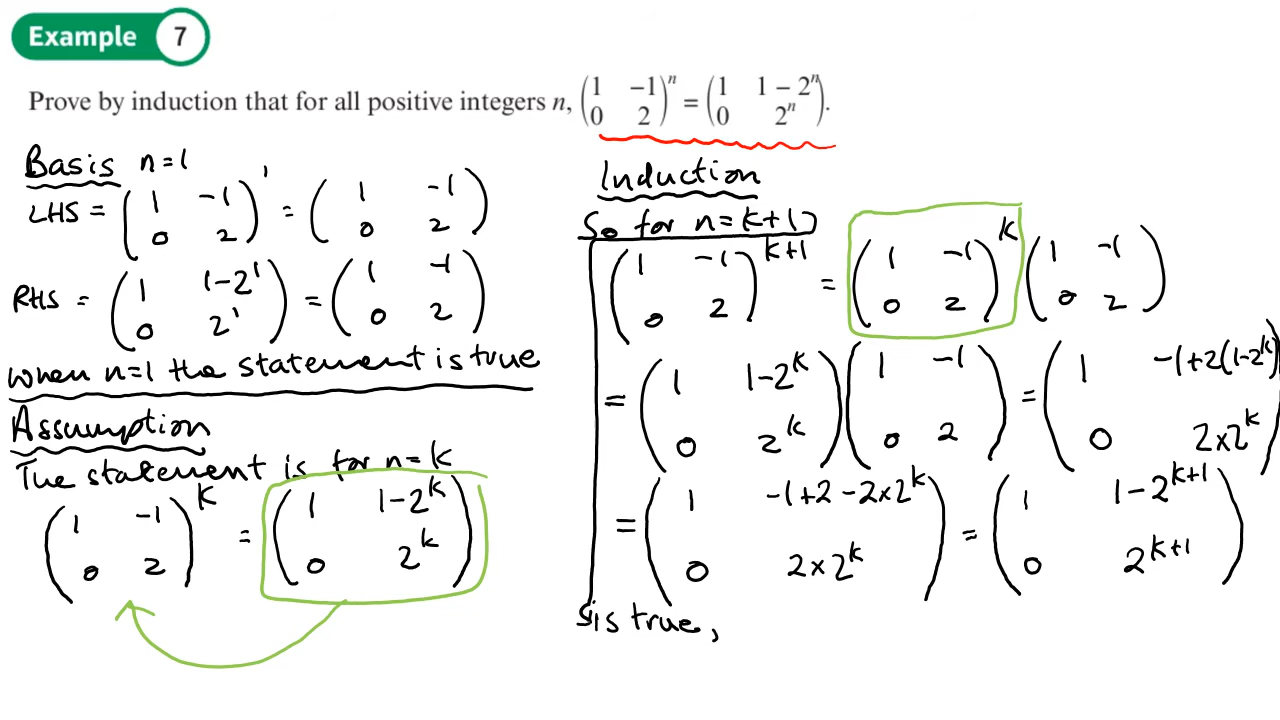 Example 7
Prove by induction that for all positive integers n, (1 −1 ; 0 2)^n = (1 1 − 2^n ; 0 2^n).
Basis n=1
LHS = (1 -1 ; 0 2)^1 = (1 -1 ; 0 2)
RHS = (1 1-2^1 ; 0 2^1) = (1 -1 ; 0 2)
when n=1 the statement is true
Assumption
The statement is for n=k
(1 -1 ; 0 2)^k = (1 1-2^k ; 0 2^k)
Induction
So for n=k+1
(1 -1 ; 0 2)^k+1 = (1 -1 ; 0 2)^k (1 -1 ; 0 2)
= (1 1-2^k ; 0 2^k)(1 -1 ; 0 2) = (1 -1+2(1-2^k) ; 0 2×2^k)
= (1 -1+2-2×2^k ; 0 2×2^k) = (1 1-2^k+1 ; 0 2^k+1)
is true,